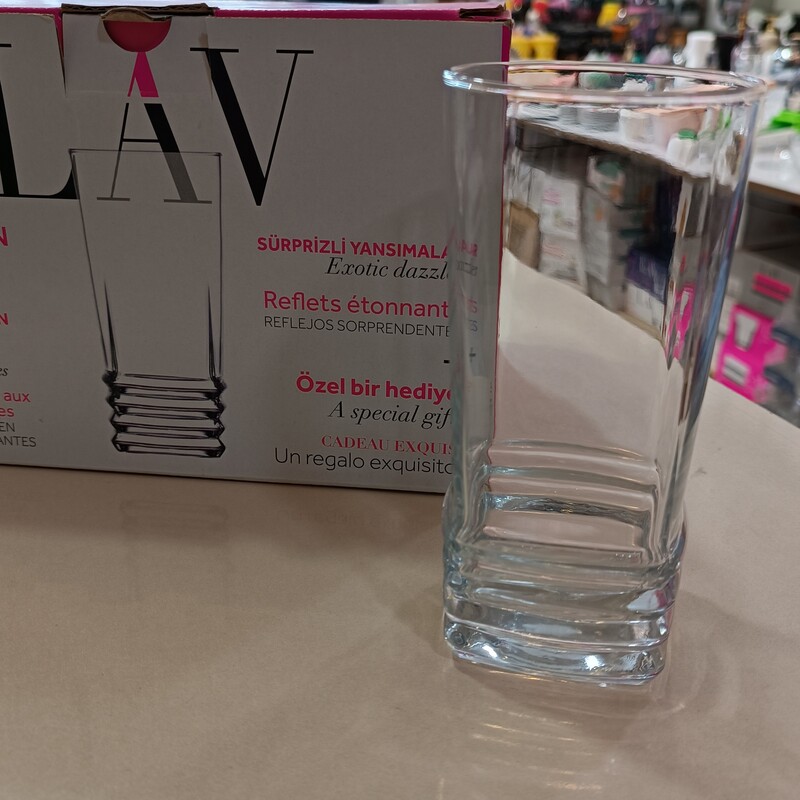 LAV
N
N
es
aux
es
EN
ANTES
SÜRPRİZLİ YANSIMALA
Exotic dazzl
Reflets étonnant
REFLEJOS SORPRENDENTE
Özel bir hediye
A special gif
CADEAU EXQUIS
Un regalo exquisito